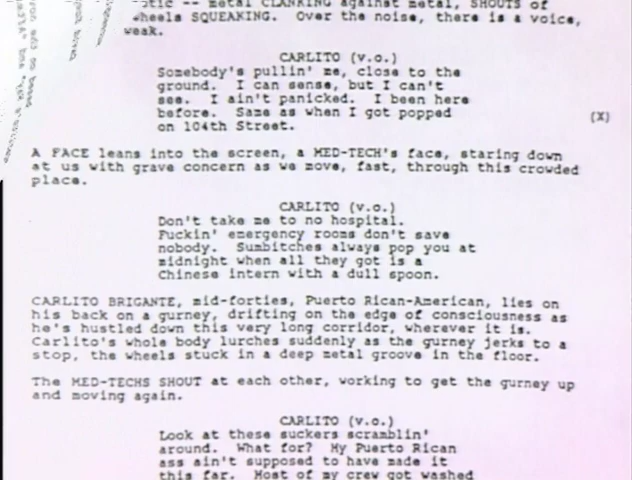 metal CLANKING against metal, SHOUTS of
wheels SQUEAKING. Over the noise, there is a voice,
weak.
CARLITO (v.o.)
Somebody's pullin' me, close to the
ground. I can sense, but I can't
see. I ain't panicked. I been here
before. Same as when I got popped
on 104th Street.
(X)
A FACE leans into the screen, a MED-TECH's face, staring down
at us with grave concern as we move, fast, through this crowded
place.
CARLITO (v.o.)
Don't take me to no hospital.
Fuckin' emergency rooms don't save
nobody. Sumbitches always pop you at
midnight when all they got is a
Chinese intern with a dull spoon.
CARLITO BRIGANTE, mid-forties, Puerto Rican-American, lies on
his back on a gurney, drifting on the edge of consciousness as
he's hustled down this very long corridor, wherever it is.
Carlito's whole body lurches suddenly as the gurney jerks to a
stop, the wheels stuck in a deep metal groove in the floor.
The MED-TECHS SHOUT at each other, working to get the gurney up
and moving again.
CARLITO (v.o.)
Look at these suckers scramblin'
around. What for? My Puerto Rican
ass ain't supposed to have made it
this far. Most of my crew got washed